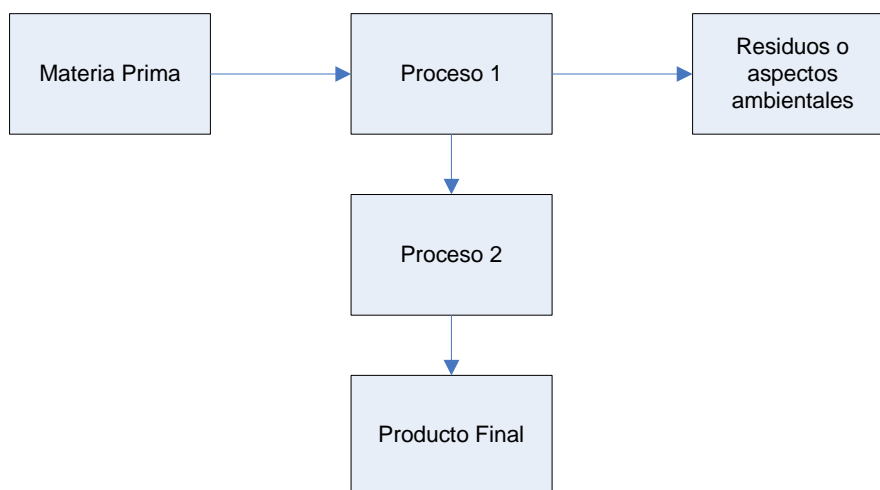 Materia Prima
Proceso 1
Residuos o
aspectos
ambientales
Proceso 2
Producto Final